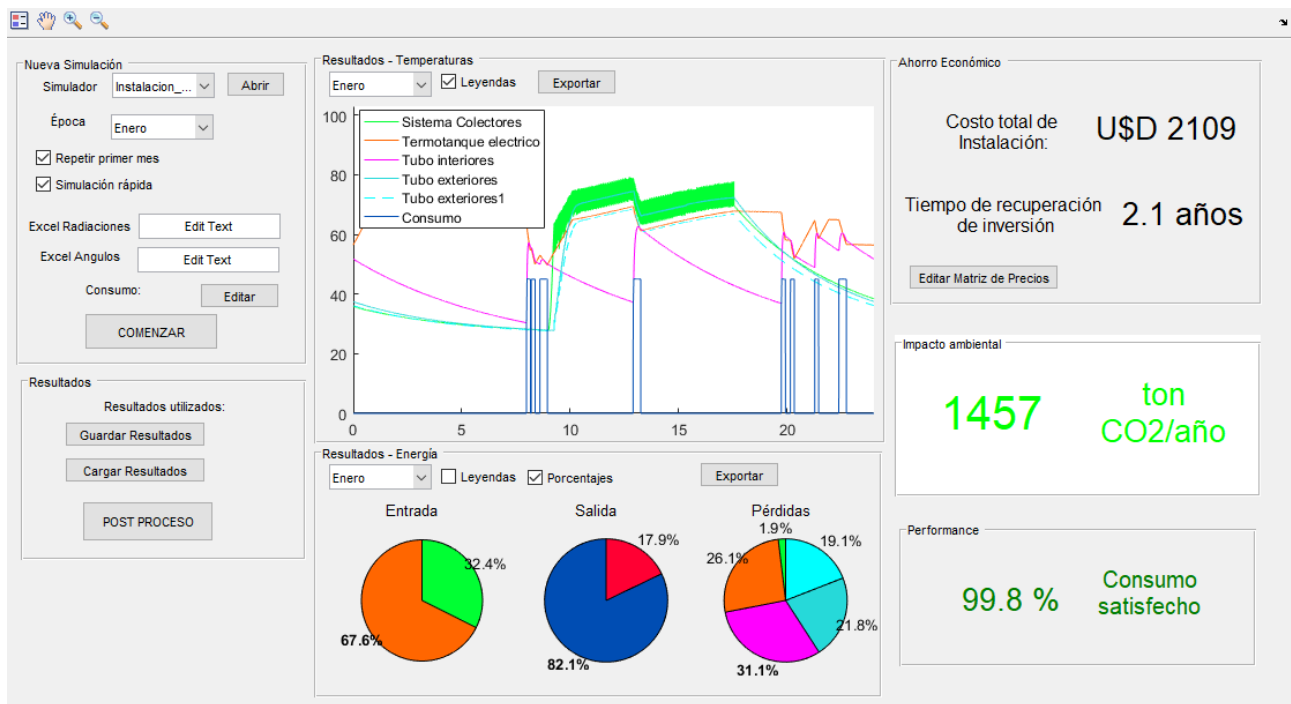 Nueva Simulación
Simulador
Instalacion_...
Abrir
Época
Enero
Repetir primer mes
Simulación rápida
Excel Radiaciones
Edit Text
Excel Angulos
Edit Text
Consumo:
Editar
COMENZAR
Resultados
Resultados utilizados:
Guardar Resultados
Cargar Resultados
POST PROCESO
Resultados - Temperaturas
Enero
Leyendas
Exportar
100
80
60
40
20
0
Sistema Colectores
Termotanque electrico
Tubo interiores
Tubo exteriores
Tubo exteriores1
Consumo
0
5
10
15
20
Resultados - Energía
Enero
Leyendas
Porcentajes
Exportar
Entrada
32.4%
67.6%
Salida
17.9%
82.1%
Pérdidas
1.9%
19.1%
26.1%
21.8%
31.1%
Ahorro Económico
Costo total de
Instalación:
U$D 2109
Tiempo de recuperación
de inversión
2.1 años
Editar Matriz de Precios
Impacto ambiental
1457
ton
CO2/año
Performance
99.8 %
Consumo
satisfecho